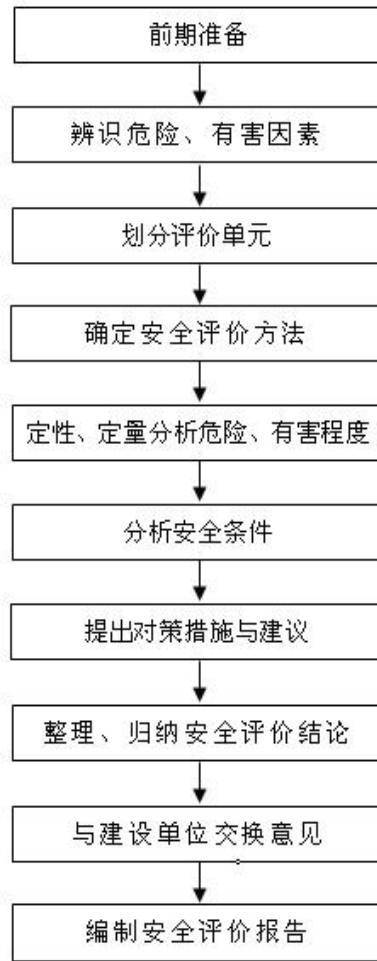 前期准备
辨识危险、有害因素
划分评价单元
确定安全评价方法
定性、定量分析危险、有害程度
分析安全条件
提出对策措施与建议
整理、归纳安全评价结论
与建设单位交换意见
编制安全评价报告